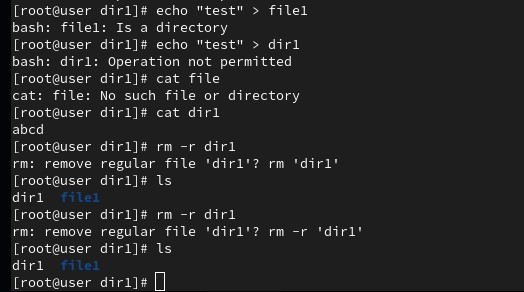 [root@user dir1]# echo "test" > file1
bash: file1: Is a directory
[root@user dir1]# echo "test" > dir1
bash: dir1: Operation not permitted
[root@user dir1]# cat file
cat: file: No such file or directory
[root@user dir1]# cat dir1
abcd
[root@user dir1]# rm -r dir1
rm: remove regular file 'dir1'? rm 'dir1'
[root@user dir1]# ls
dir1  file1
[root@user dir1]# rm -r dir1
rm: remove regular file 'dir1'? rm -r 'dir1'
[root@user dir1]# ls
dir1  file1
[root@user dir1]#